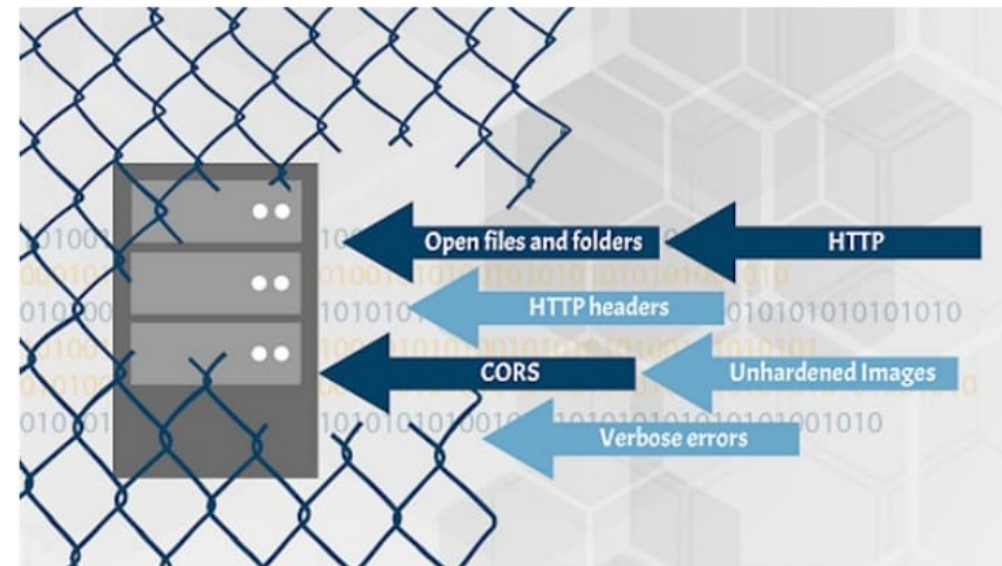 Open files and folders
HTTP
HTTP headers
CORS
Unhardened Images
Verbose errors